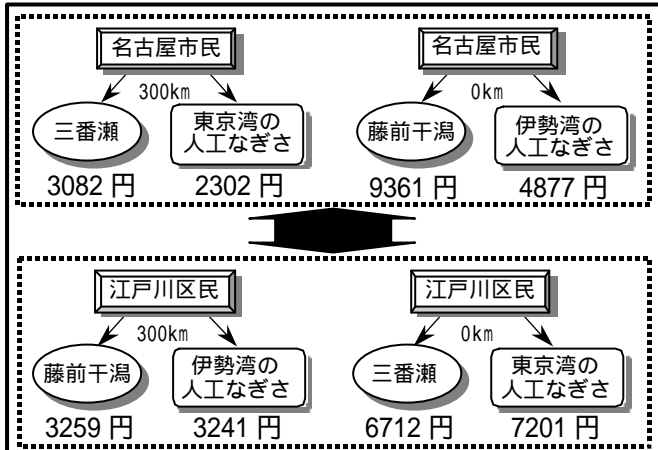 名古屋市民
名古屋市民
300km
0km
三番瀬
東京湾の
人工なぎさ
藤前干潟
伊勢湾の
人工なぎさ
3082 円
2302 円
9361 円
4877 円
江戸川区民
江戸川区民
300km
0km
藤前干潟
伊勢湾の
人工なぎさ
三番瀬
東京湾の
人工なぎさ
3259 円
3241 円
6712 円
7201 円